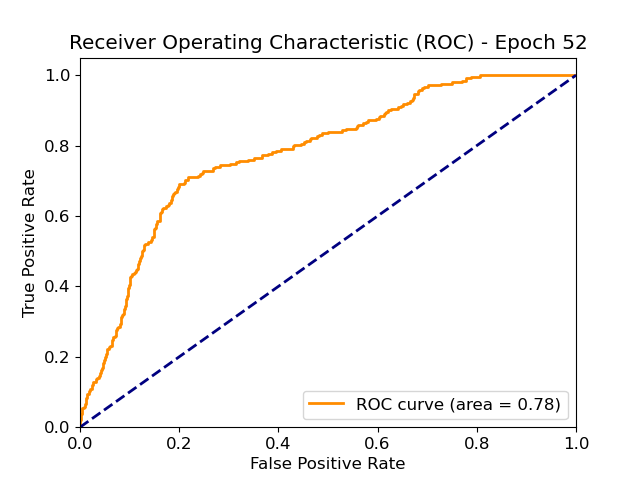 Receiver Operating Characteristic (ROC) - Epoch 52
True Positive Rate
1.0
0.8
0.6
0.4
0.2
0.0
ROC curve (area = 0.78)
0.0 0.2 0.4 0.6 0.8 1.0
False Positive Rate